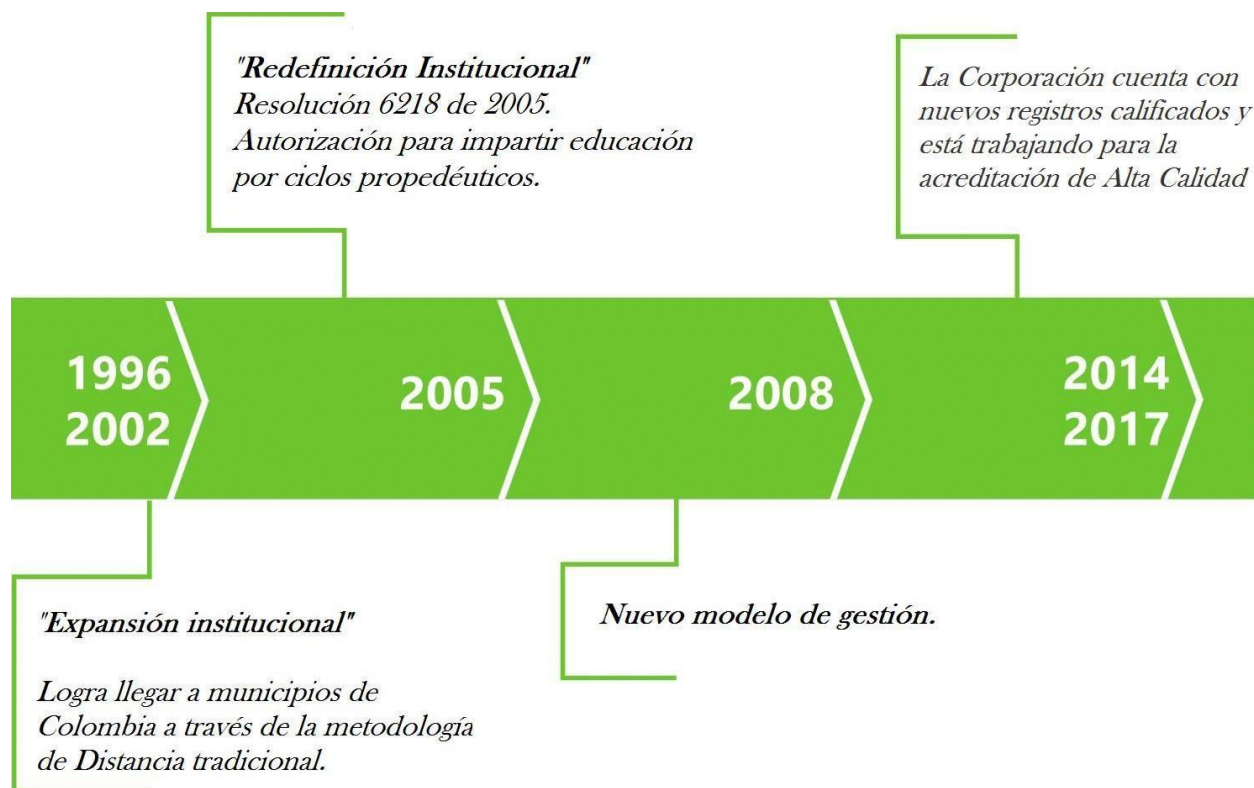 "Redefinición Institucional"
Resolución 6218 de 2005.
Autorización para impartir educación
por ciclos propedéuticos.
La Corporación cuenta con
nuevos registros calificados y
está trabajando para la
acreditación de Alta Calidad
1996
2002
2005
2008
2014
2017
"Expansión institucional"
Logra llegar a municipios de
Colombia a través de la metodología
de Distancia tradicional.
Nuevo modelo de gestión.